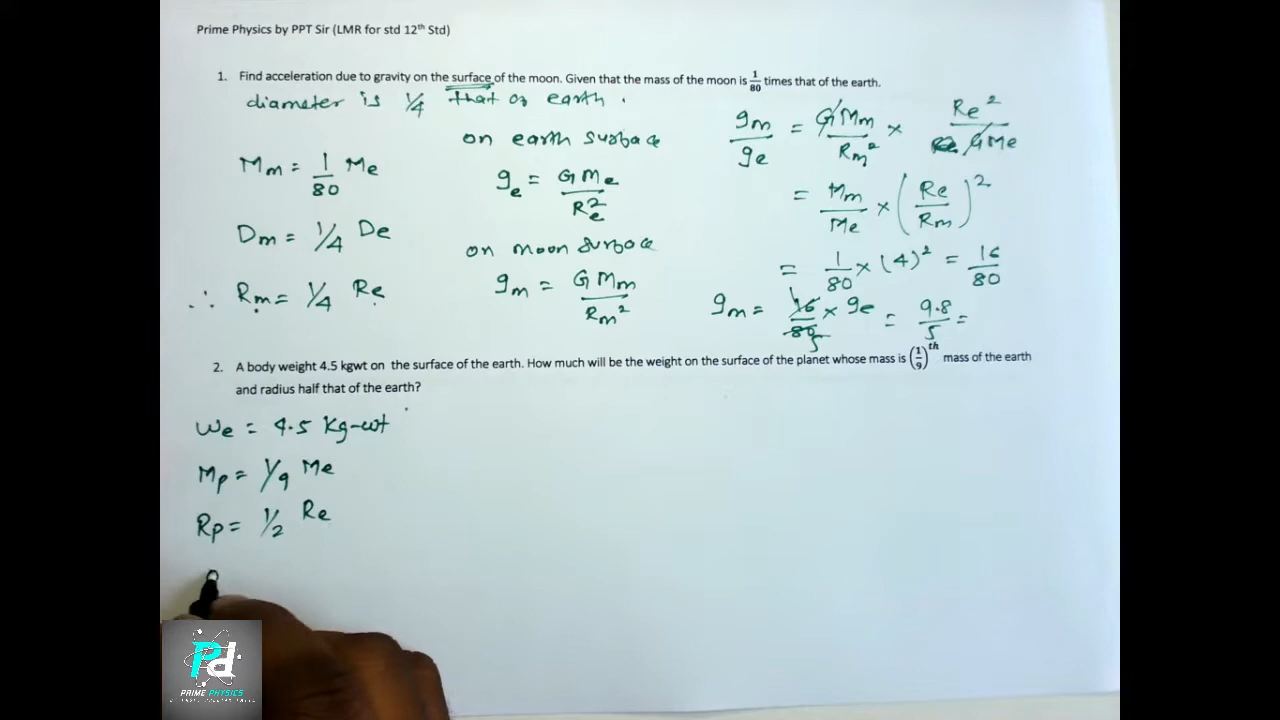 Prime Physics by PPT Sir (LMR for std 12th Std)
1. Find acceleration due to gravity on the surface of the moon. Given that the mass of the moon is 1/80 times that of the earth.
diameter is 1/4 that of earth.
Mm = 1/80 Me
Dm = 1/4 De
∴ Rm = 1/4 Re
on earth surface
ge = GMe/Re²
on moon surface
gm = GMm/Rm²
gm/ge = GMm/Rm² × Re²/GMe
= Mm/Me × (Re/Rm)²
= 1/80 × (4)² = 16/80
gm = 16/80 5 × ge = 9.8/5 =
2. A body weight 4.5 kgwt on the surface of the earth. How much will be the weight on the surface of the planet whose mass is (1/9)th mass of the earth
and radius half that of the earth?
We = 4.5 Kg-wt
Mp = 1/9 Me
Rp = 1/2 Re
Pd
PRIME PHYSICS